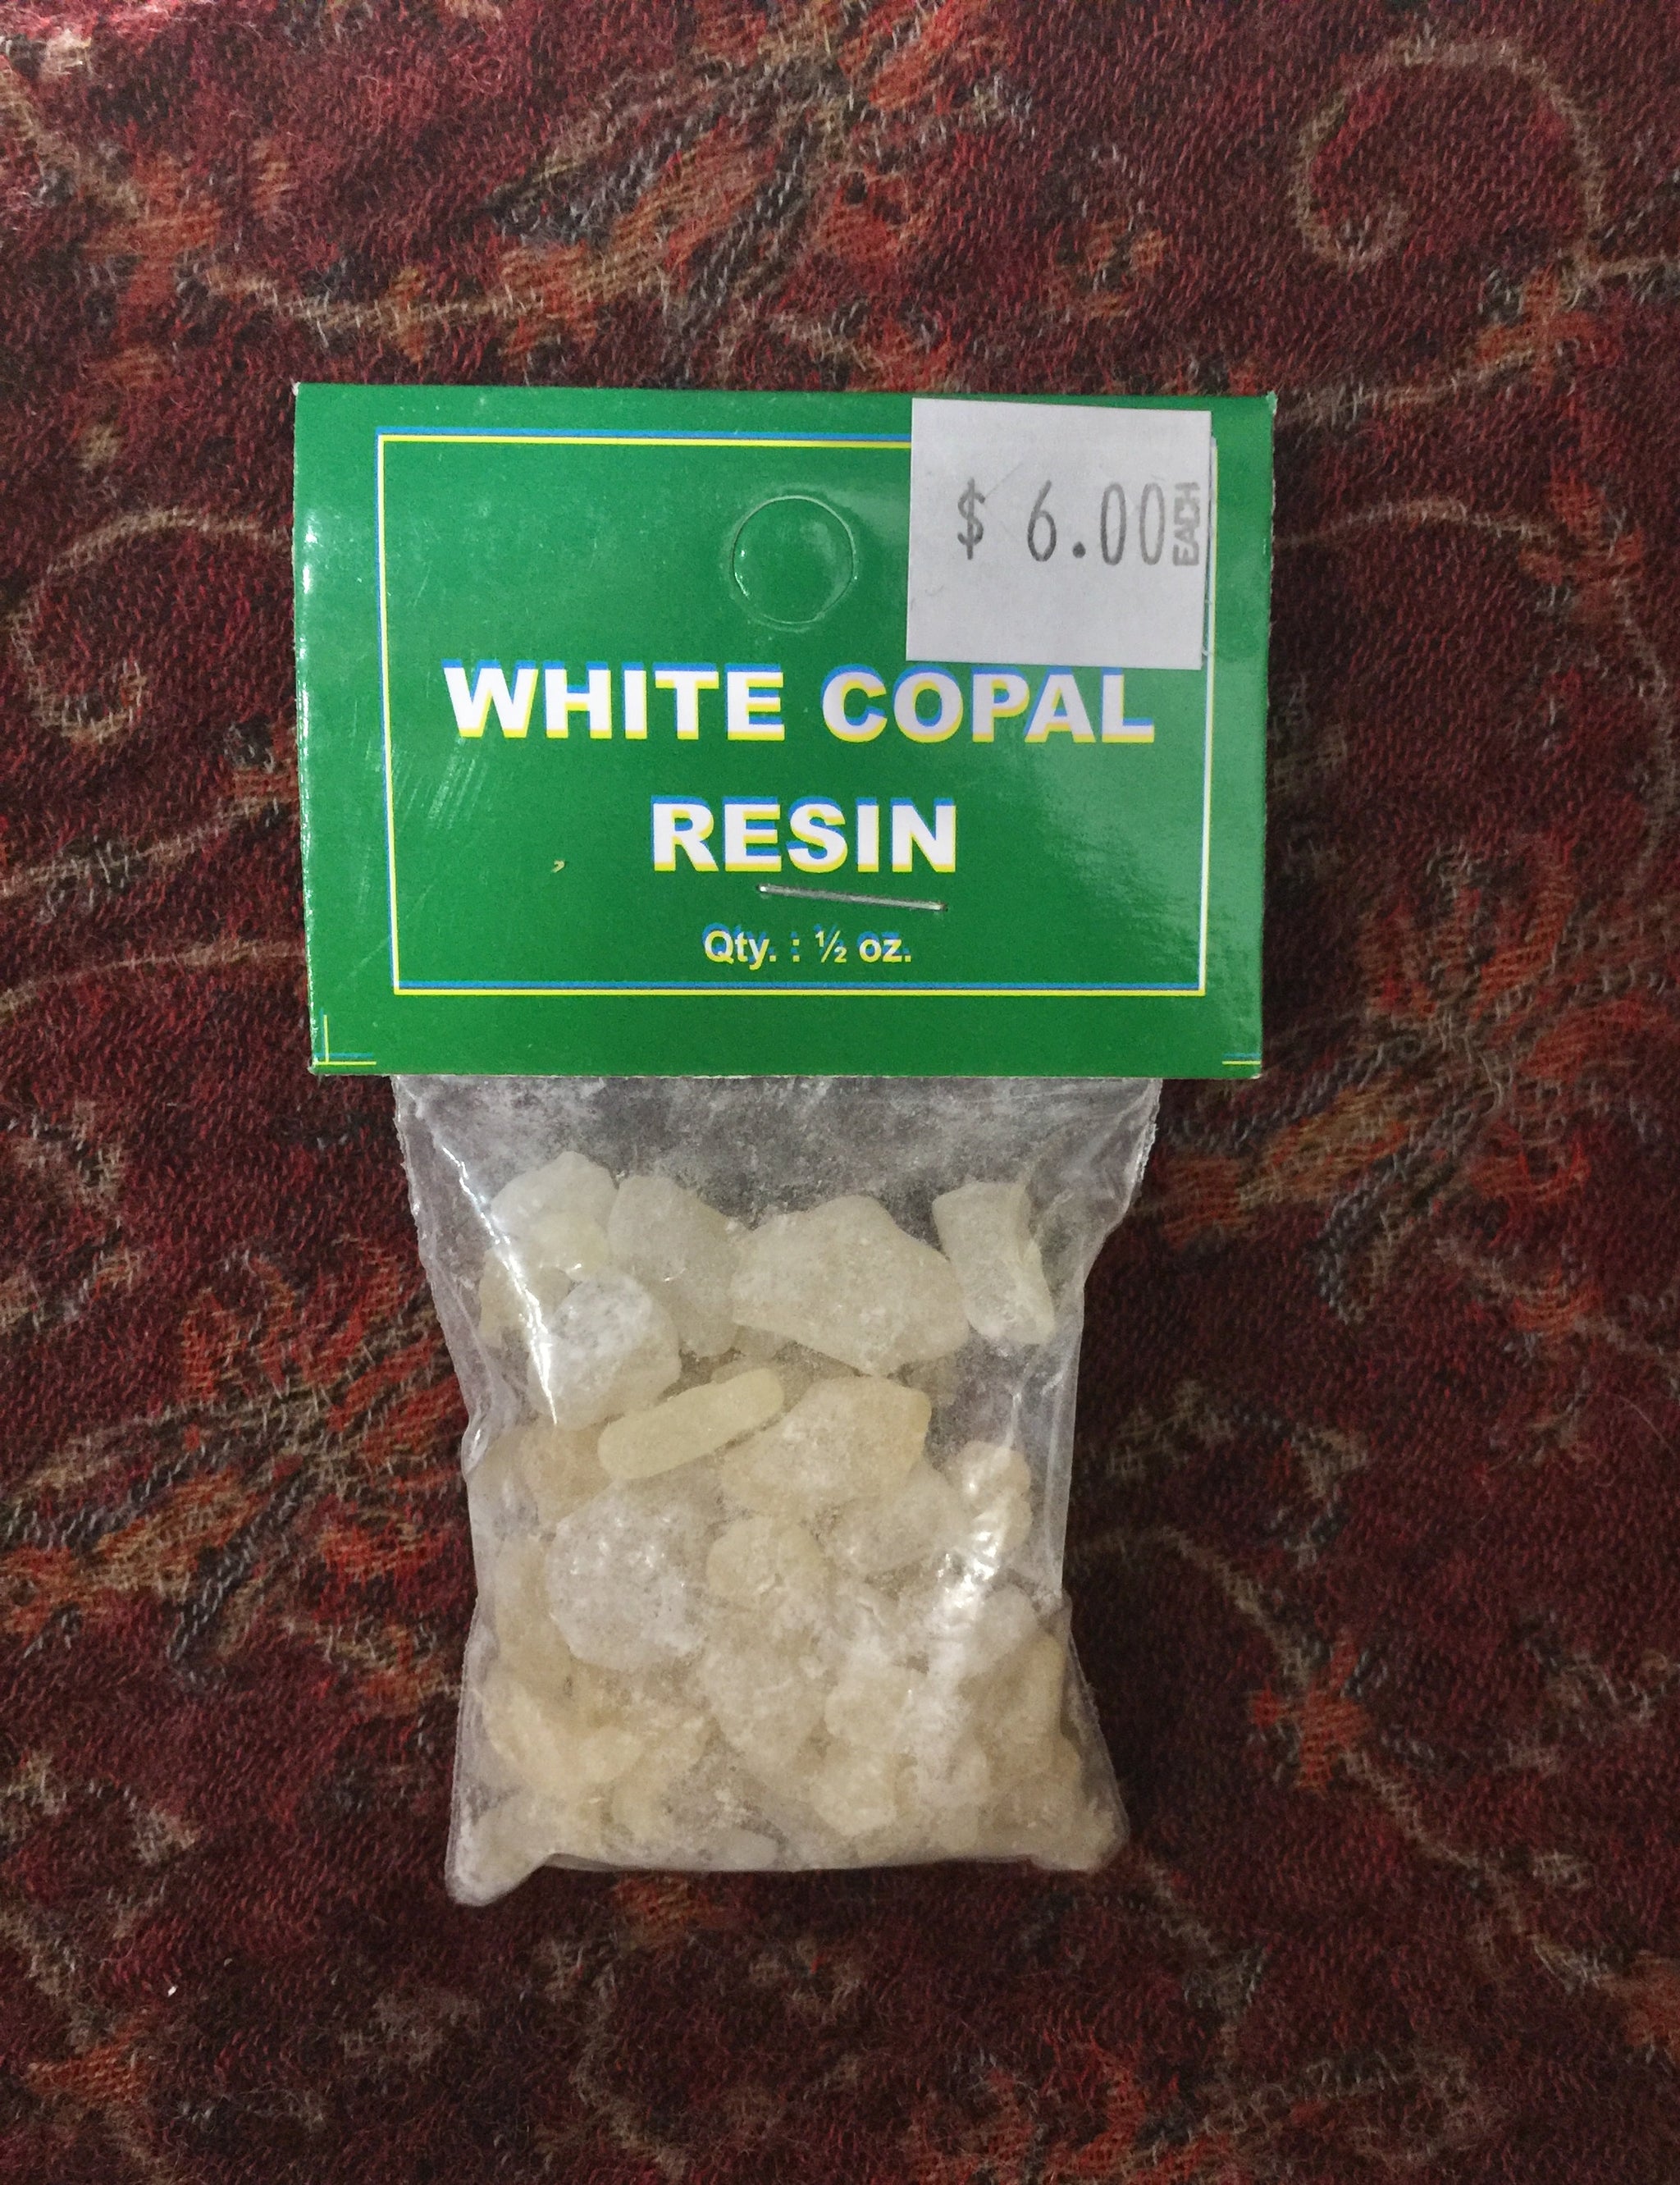 $ 6.00 EACH
WHITE COPAL
RESIN
Qty. : ½ oz.